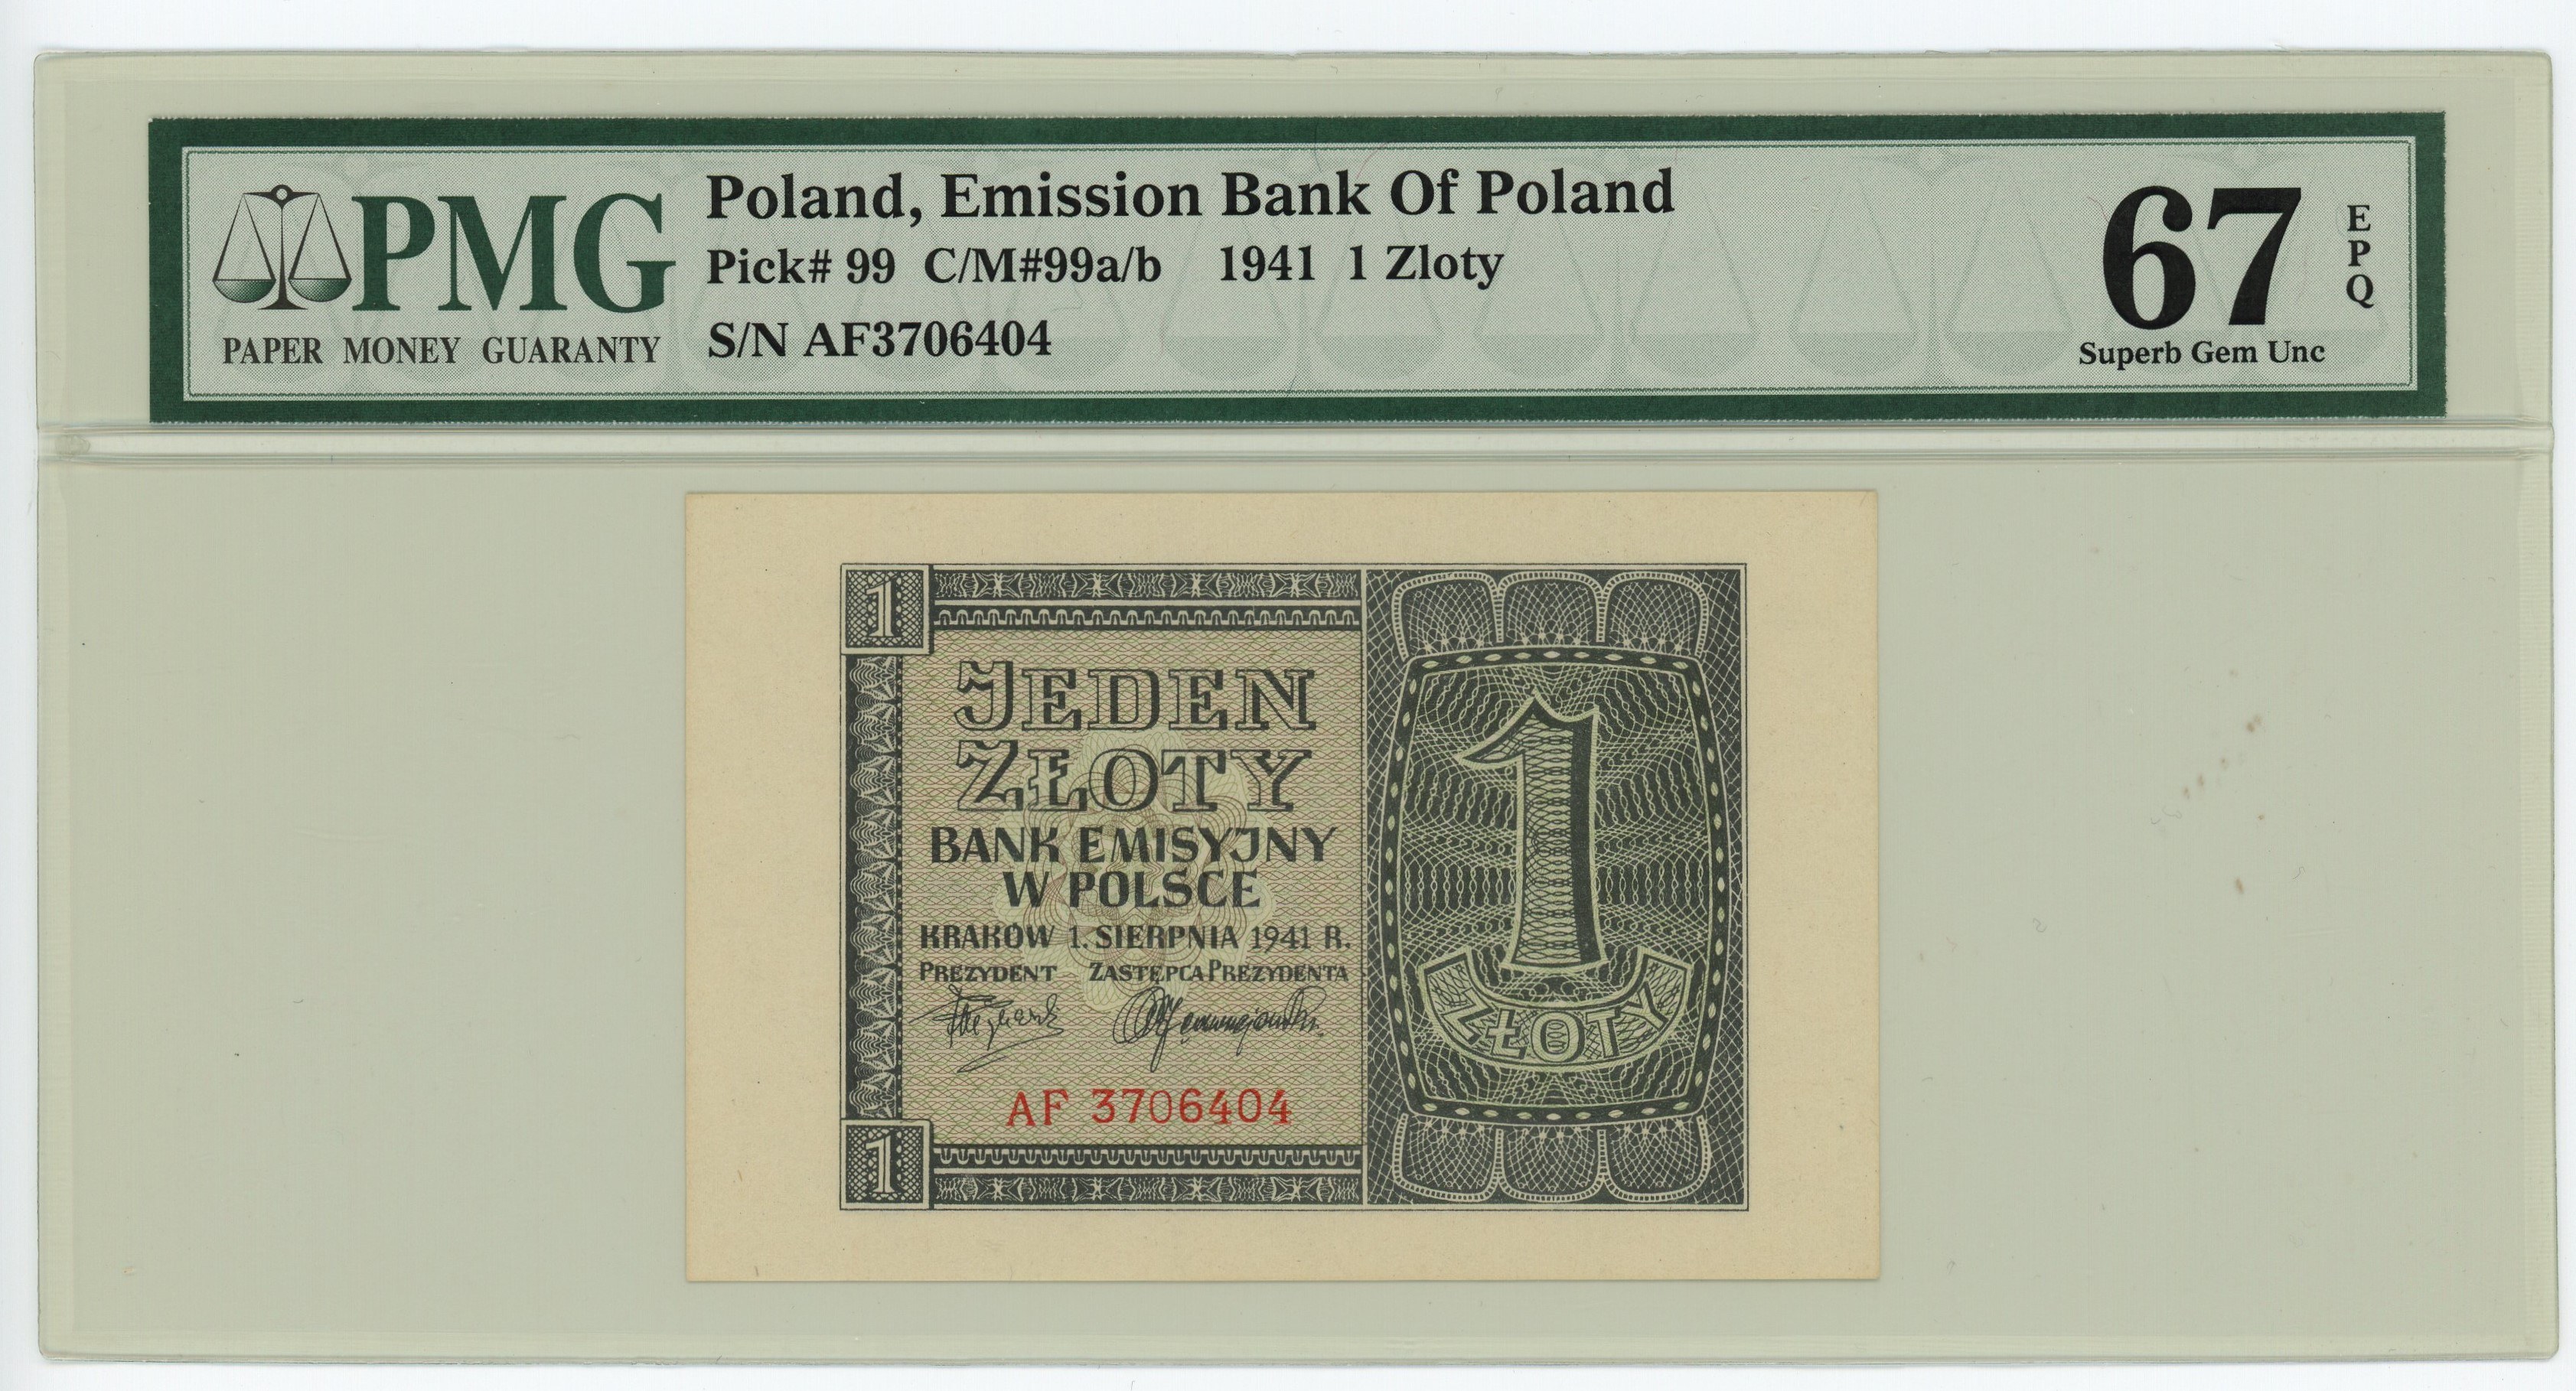 PMG
PAPER MONEY GUARANTY
Poland, Emission Bank Of Poland
Pick# 99 C/M#99a/b 1941 1 Zloty
S/N AF3706404
67
EPQ
Superb Gem Unc
1
JEDEN
ZŁOTY
BANK EMISYJNY
W POLSCE
KRAKÓW 1. SIERPNIA 1941 R.
PREZYDENT ZASTĘPCA PREZYDENTA
AF 3706404
1
1
ZŁOTY